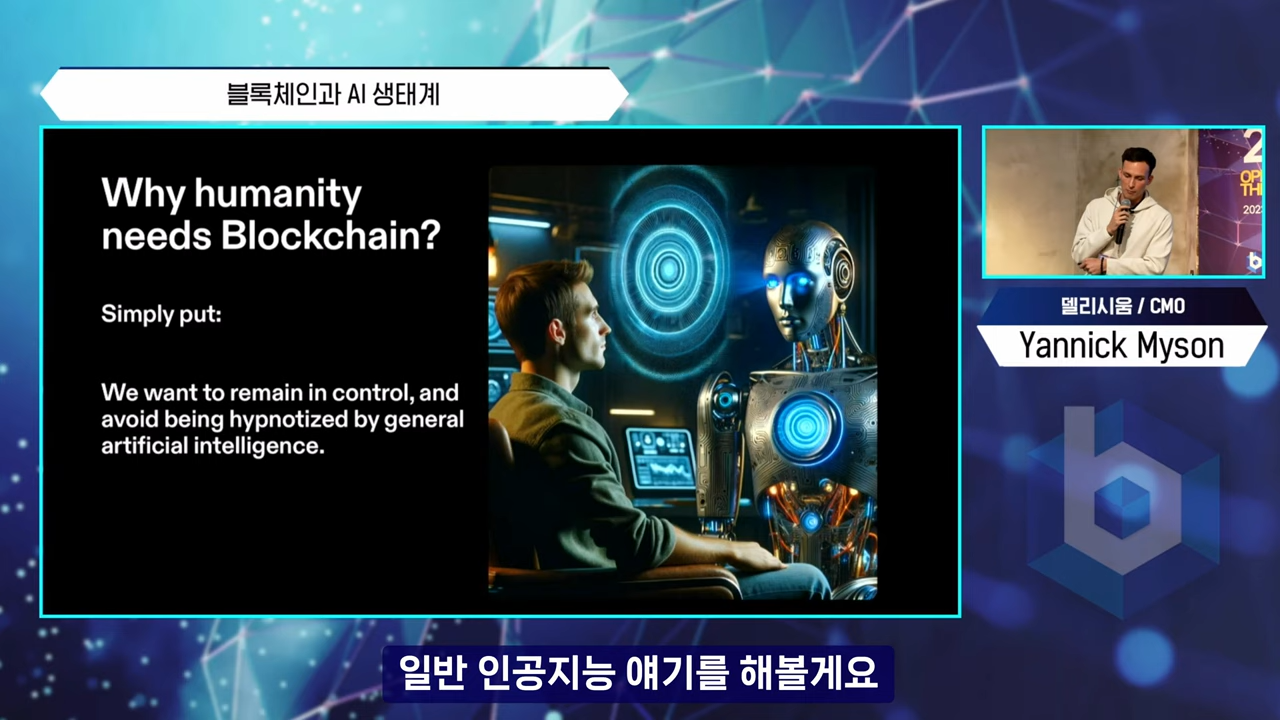 블록체인과 AI 생태계
Why humanity
needs Blockchain?
Simply put:
We want to remain in control, and
avoid being hypnotized by general
artificial intelligence.
델리시움 / CMO
Yannick Myson
일반 인공지능 얘기를 해볼게요